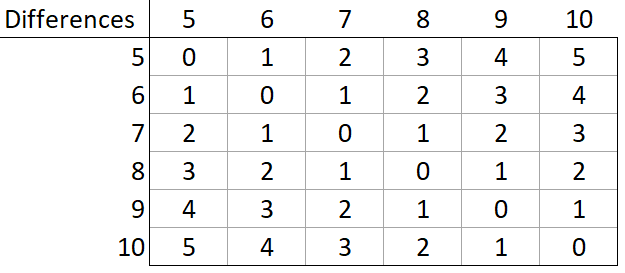 Differences 5 6 7 8 9 10
5 0 1 2 3 4 5
6 1 0 1 2 3 4
7 2 1 0 1 2 3
8 3 2 1 0 1 2
9 4 3 2 1 0 1
10 5 4 3 2 1 0